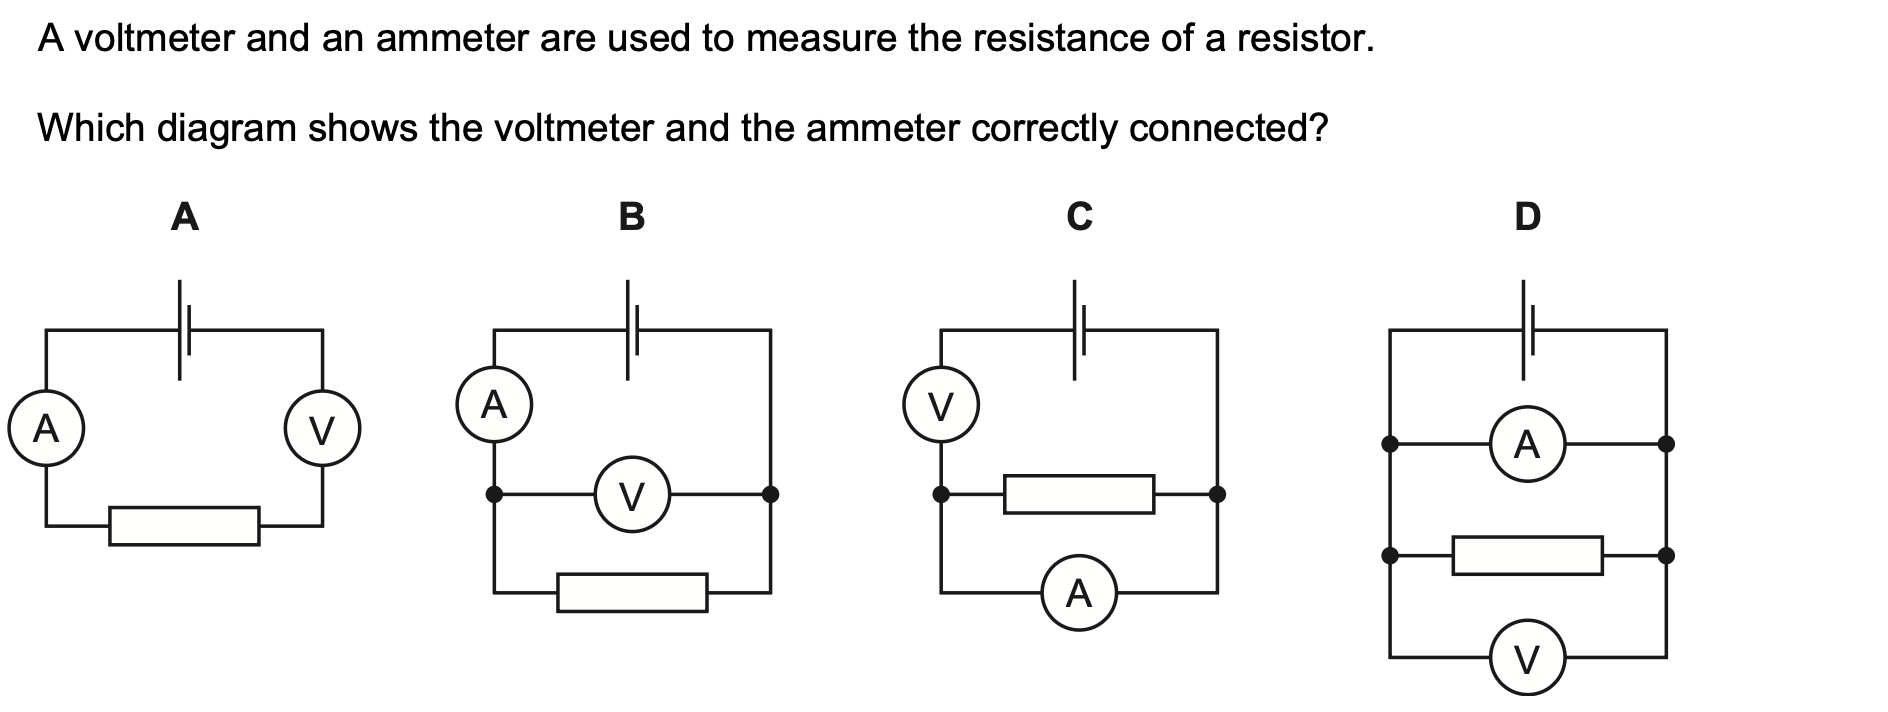 A voltmeter and an ammeter are used to measure the resistance of a resistor.
Which diagram shows the voltmeter and the ammeter correctly connected?
A B C D
A V
A
V
V
A
A
V